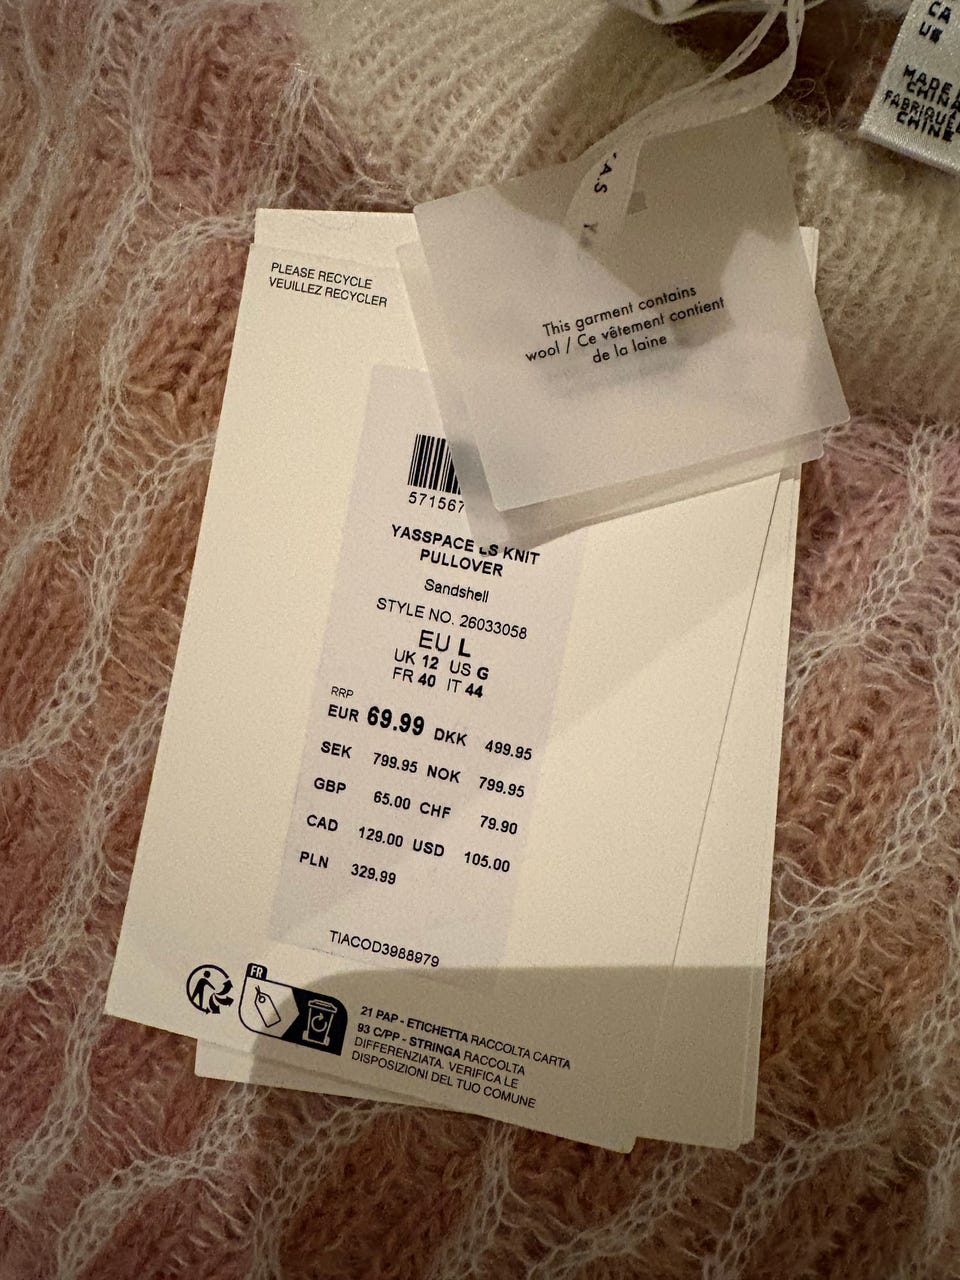 CA
US
MADE
CHINA
FABRIQUÉ
CHINE
.A.S Y
This garment contains
wool / Ce vêtement contient
de la laine
PLEASE RECYCLE
VEUILLEZ RECYCLER
571567
YASSPACE LS KNIT
PULLOVER
Sandshell
STYLE NO. 26033058
EU L
UK 12 US G
FR 40 IT 44
RRP
EUR 69.99 DKK 499.95
SEK 799.95 NOK 799.95
GBP 65.00 CHF 79.90
CAD 129.00 USD 105.00
PLN 329.99
TIACOD3988979
FR
21 PAP - ETICHETTA RACCOLTA CARTA
93 C/PP - STRINGA RACCOLTA
DIFFERENZIATA. VERIFICA LE
DISPOSIZIONI DEL TUO COMUNE